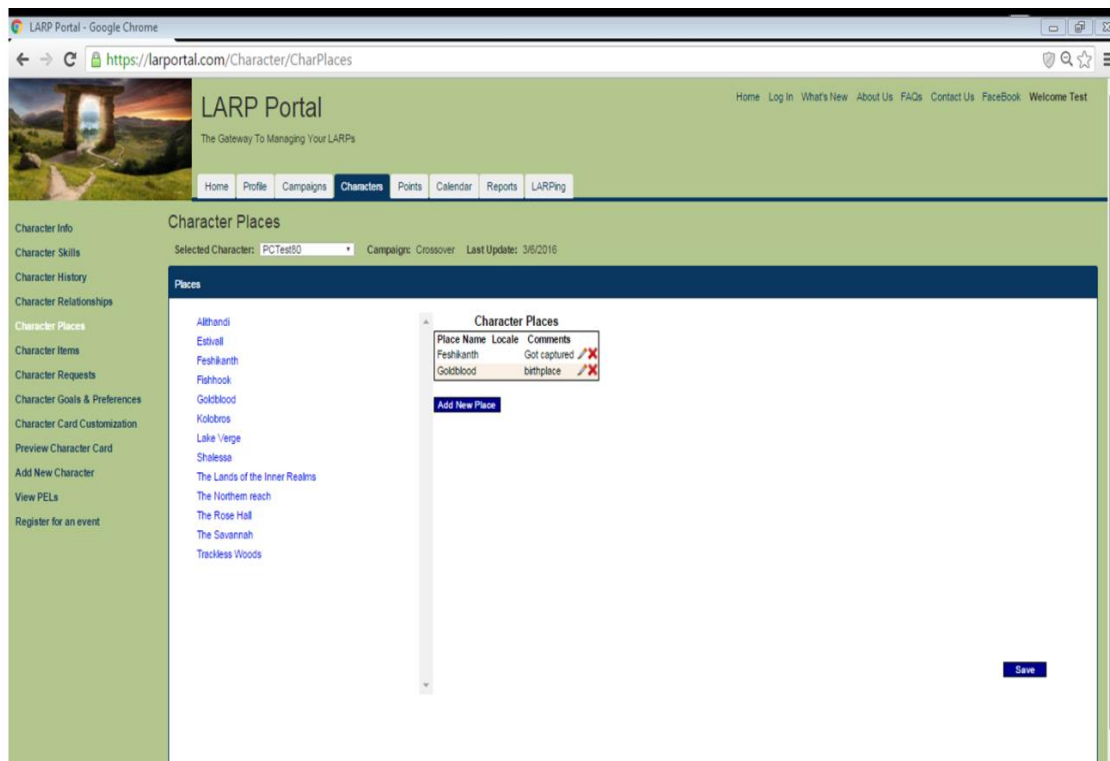 LARP Portal - Google Chrome
https://larportal.com/Character/CharPlaces
Home Log In What's New About Us FAQs Contact Us FaceBook Welcome Test
LARP Portal
The Gateway To Managing Your LARPs
Home Profile Campaigns Characters Points Calendar Reports LARPing
Character Places
Selected Character: PCTest80 Campaign: Crossover Last Update: 3/6/2016
Character Info
Character Skills
Character History
Character Relationships
Character Places
Character Items
Character Requests
Character Goals & Preferences
Character Card Customization
Preview Character Card
Add New Character
View PELs
Register for an event
Places
Alithandi
Estivall
Feshikanth
Fishhook
Goldblood
Kolobros
Lake Verge
Shalessa
The Lands of the Inner Realms
The Northern reach
The Rose Hall
The Savannah
Trackless Woods
Character Places
Place Name Locale Comments
Feshikanth Got captured
Goldblood birthplace
Add New Place
Save